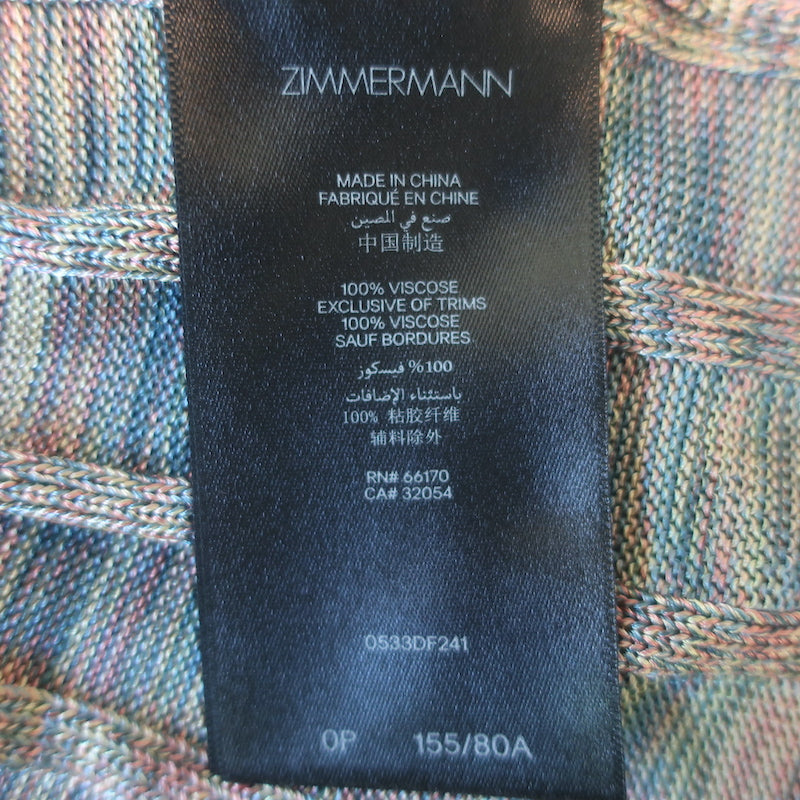 ZIMMERMANN
MADE IN CHINA
FABRIQUÉ EN CHINE
صنع في المصين
中国制造
100% VISCOSE
EXCLUSIVE OF TRIMS
100% VISCOSE
SAUF BORDURES
%100 فيسكوز
باستثناء الإضافات
100% 粘胶纤维
辅料除外
RN# 66170
CA# 32054
0533DF241
0P 155/80A